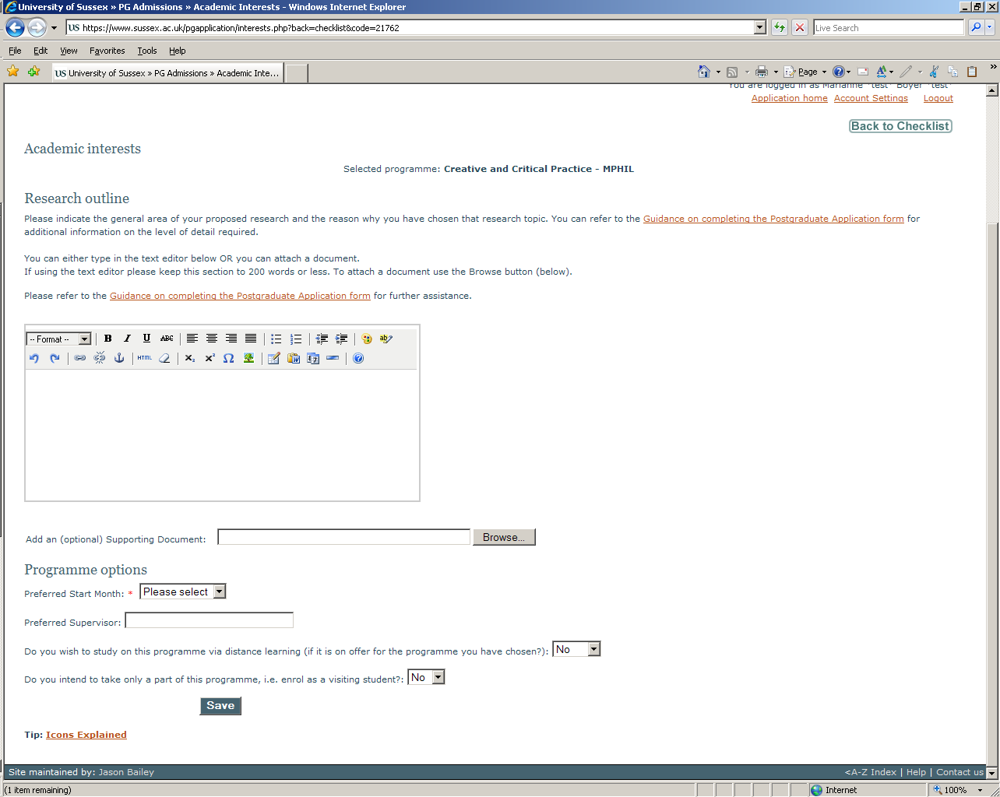 University of Sussex » PG Admissions » Academic Interests - Windows Internet Explorer
US https://www.sussex.ac.uk/pgapplication/interests.php?back=checklist&code=21762
Live Search
File Edit View Favorites Tools Help
US University of Sussex » PG Admissions » Academic Inte...
Page
You are logged in as Marianne "test" Boyer "test"
Application home Account Settings Logout
Back to Checklist
Academic interests
Selected programme: Creative and Critical Practice - MPHIL
Research outline
Please indicate the general area of your proposed research and the reason why you have chosen that research topic. You can refer to the Guidance on completing the Postgraduate Application form for
additional information on the level of detail required.
You can either type in the text editor below OR you can attach a document.
If using the text editor please keep this section to 200 words or less. To attach a document use the Browse button (below).
Please refer to the Guidance on completing the Postgraduate Application form for further assistance.
-- Format -- B I U ABC
HTML
Add an (optional) Supporting Document: Browse...
Programme options
Preferred Start Month: * Please select
Preferred Supervisor:
Do you wish to study on this programme via distance learning (if it is on offer for the programme you have chosen?): No
Do you intend to take only a part of this programme, i.e. enrol as a visiting student?: No
Save
Tip: Icons Explained
Site maintained by: Jason Bailey <A-Z Index | Help | Contact us
(1 item remaining) Internet 100%